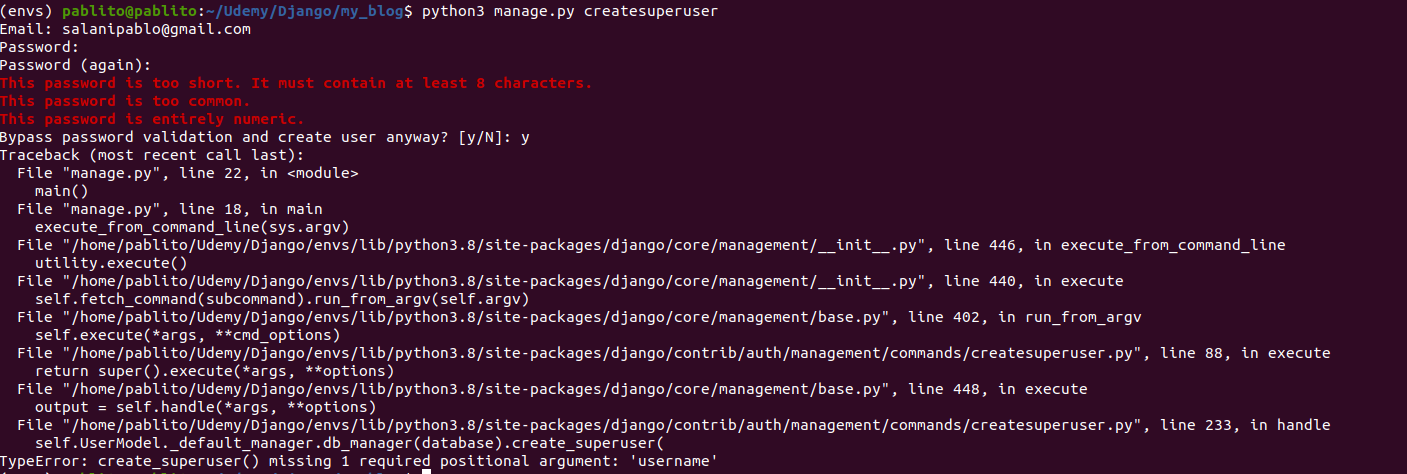 (envs) pablito@pablito:~/Udemy/Django/my_blog$ python3 manage.py createsuperuser
Email: salanipablo@gmail.com
Password:
Password (again):
This password is too short. It must contain at least 8 characters.
This password is too common.
This password is entirely numeric.
Bypass password validation and create user anyway? [y/N]: y
Traceback (most recent call last):
  File "manage.py", line 22, in <module>
    main()
  File "manage.py", line 18, in main
    execute_from_command_line(sys.argv)
  File "/home/pablito/Udemy/Django/envs/lib/python3.8/site-packages/django/core/management/__init__.py", line 446, in execute_from_command_line
    utility.execute()
  File "/home/pablito/Udemy/Django/envs/lib/python3.8/site-packages/django/core/management/__init__.py", line 440, in execute
    self.fetch_command(subcommand).run_from_argv(self.argv)
  File "/home/pablito/Udemy/Django/envs/lib/python3.8/site-packages/django/core/management/base.py", line 402, in run_from_argv
    self.execute(*args, **cmd_options)
  File "/home/pablito/Udemy/Django/envs/lib/python3.8/site-packages/django/contrib/auth/management/commands/createsuperuser.py", line 88, in execute
    return super().execute(*args, **options)
  File "/home/pablito/Udemy/Django/envs/lib/python3.8/site-packages/django/core/management/base.py", line 448, in execute
    output = self.handle(*args, **options)
  File "/home/pablito/Udemy/Django/envs/lib/python3.8/site-packages/django/contrib/auth/management/commands/createsuperuser.py", line 233, in handle
    self.UserModel._default_manager.db_manager(database).create_superuser(
TypeError: create_superuser() missing 1 required positional argument: 'username'